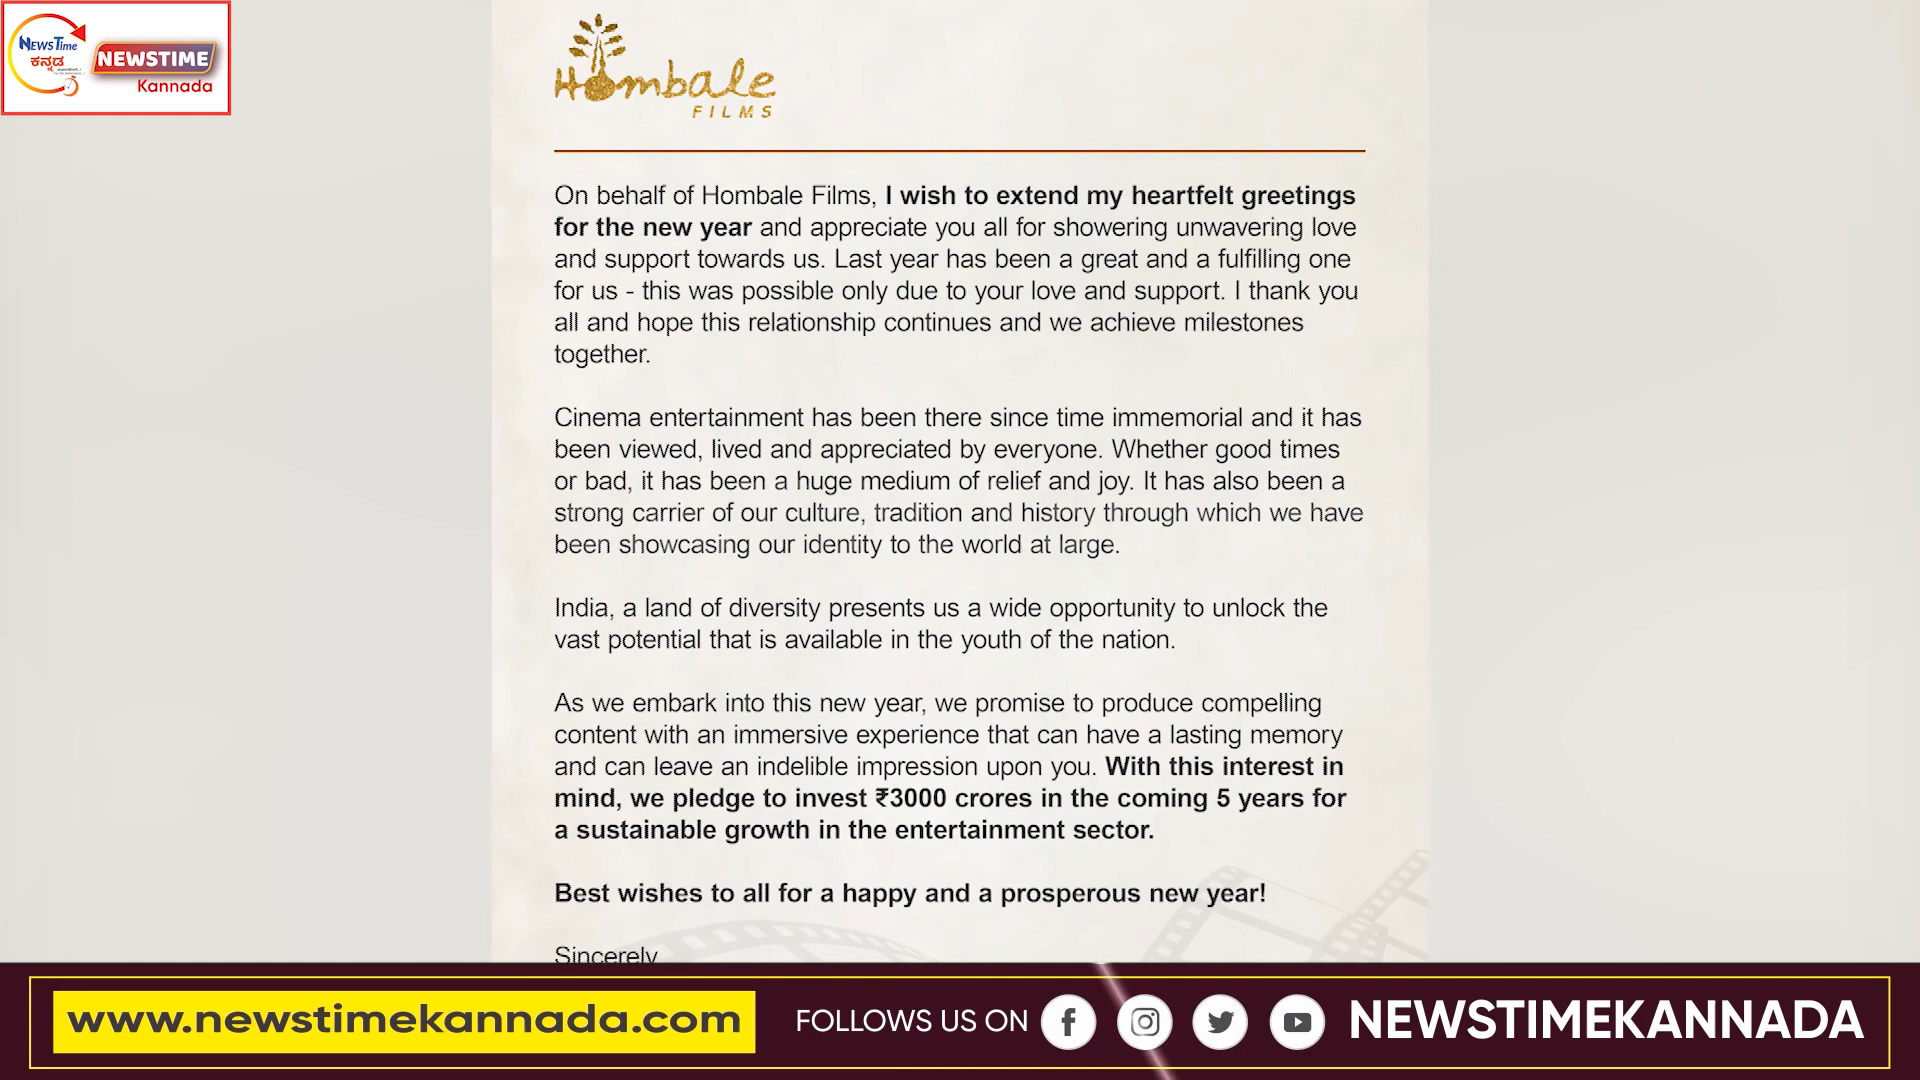 NEWS TIME
ಕನ್ನಡ
NEWSTIME
Kannada
Hombale
FILMS
On behalf of Hombale Films, I wish to extend my heartfelt greetings
for the new year and appreciate you all for showering unwavering love
and support towards us. Last year has been a great and a fulfilling one
for us - this was possible only due to your love and support. I thank you
all and hope this relationship continues and we achieve milestones
together.
Cinema entertainment has been there since time immemorial and it has
been viewed, lived and appreciated by everyone. Whether good times
or bad, it has been a huge medium of relief and joy. It has also been a
strong carrier of our culture, tradition and history through which we have
been showcasing our identity to the world at large.
India, a land of diversity presents us a wide opportunity to unlock the
vast potential that is available in the youth of the nation.
As we embark into this new year, we promise to produce compelling
content with an immersive experience that can have a lasting memory
and can leave an indelible impression upon you. With this interest in
mind, we pledge to invest ₹3000 crores in the coming 5 years for
a sustainable growth in the entertainment sector.
Best wishes to all for a happy and a prosperous new year!
Sincerely
www.newstimekannada.com
FOLLOWS US ON
NEWSTIMEKANNADA